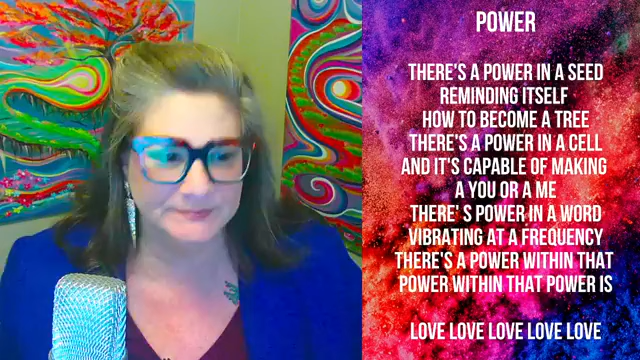 POWER
THERE'S A POWER IN A SEED
REMINDING ITSELF
HOW TO BECOME A TREE
THERE'S A POWER IN A CELL
AND IT'S CAPABLE OF MAKING
A YOU OR A ME
THERE' S POWER IN A WORD
VIBRATING AT A FREQUENCY
THERE'S A POWER WITHIN THAT
POWER WITHIN THAT POWER IS
LOVE LOVE LOVE LOVE LOVE